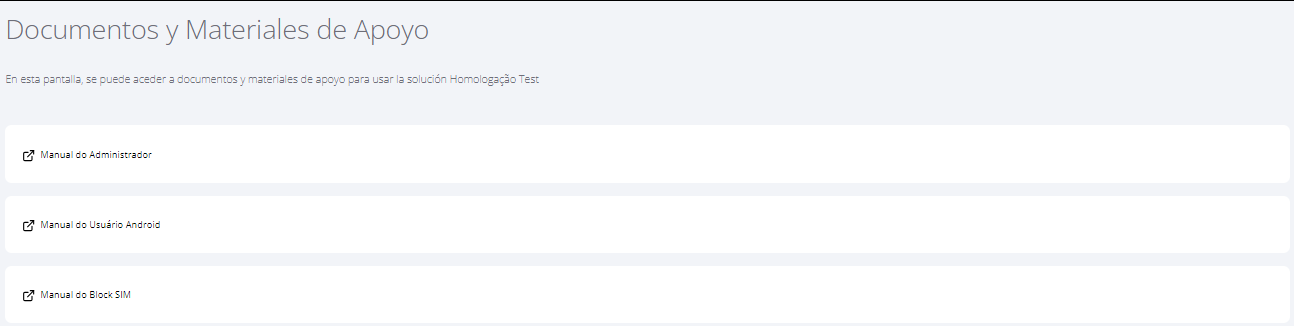 Documentos y Materiales de Apoyo
En esta pantalla, se puede aceder a documentos y materiales de apoyo para usar la solución Homologação Test
Manual do Administrador
Manual do Usuário Android
Manual do Block SIM